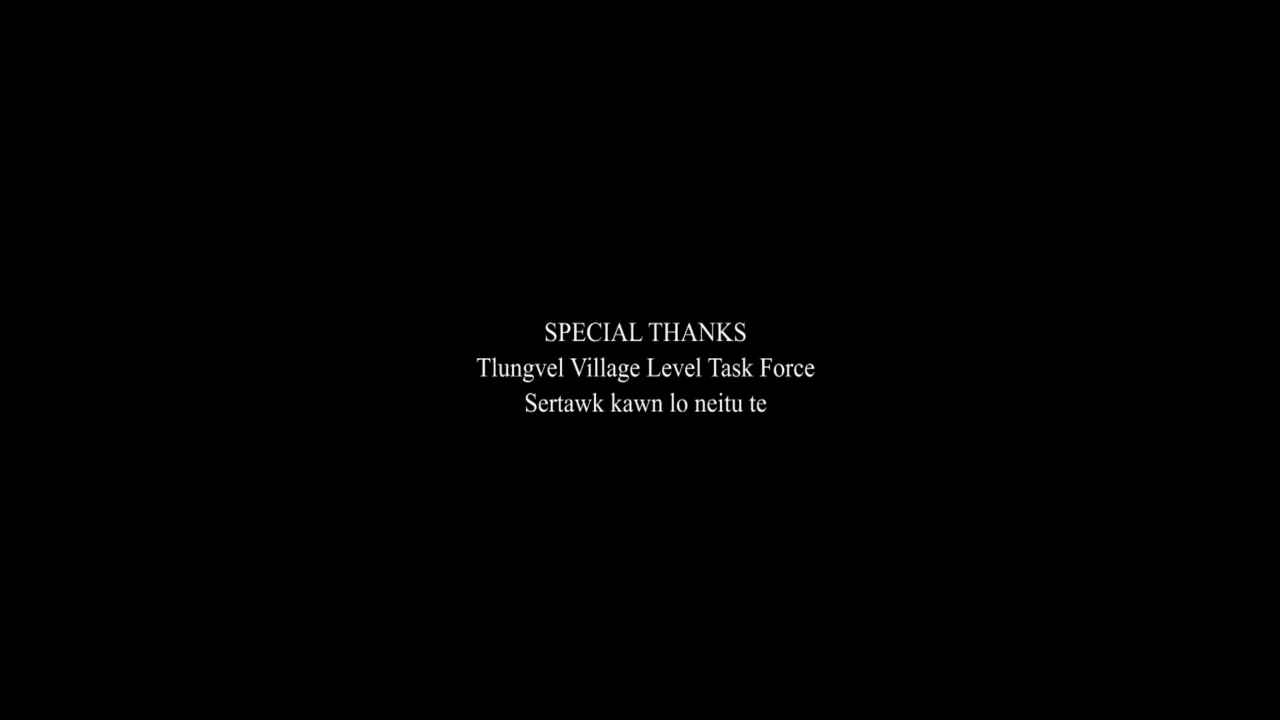 SPECIAL THANKS
Tlungvel Village Level Task Force
Sertawk kawn lo neitu te